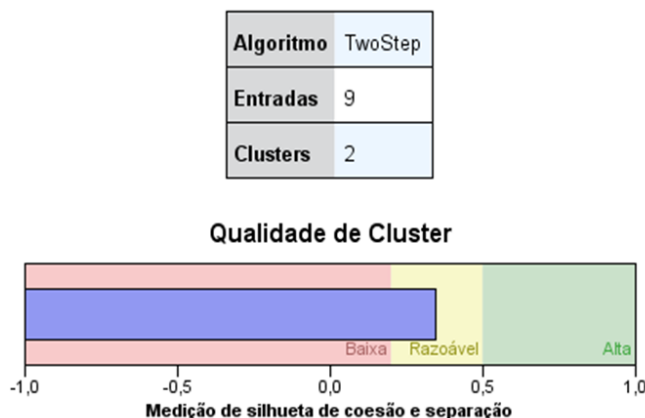 Algoritmo TwoStep
Entradas 9
Clusters 2
Qualidade de Cluster
Baixa Razoável Alta
-1,0 -0,5 0,0 0,5 1,0
Medição de silhueta de coesão e separação